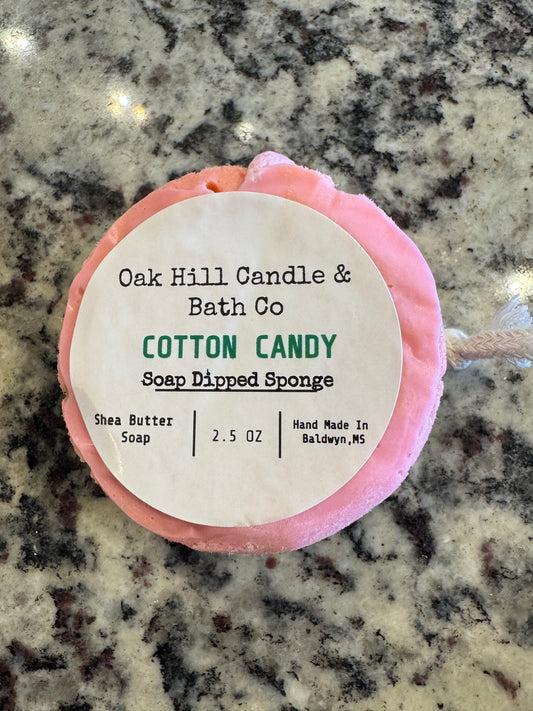 Oak Hill Candle &
Bath Co
COTTON CANDY
Soap Dipped Sponge
Shea Butter
Soap
2.5 OZ
Hand Made In
Baldwyn,MS